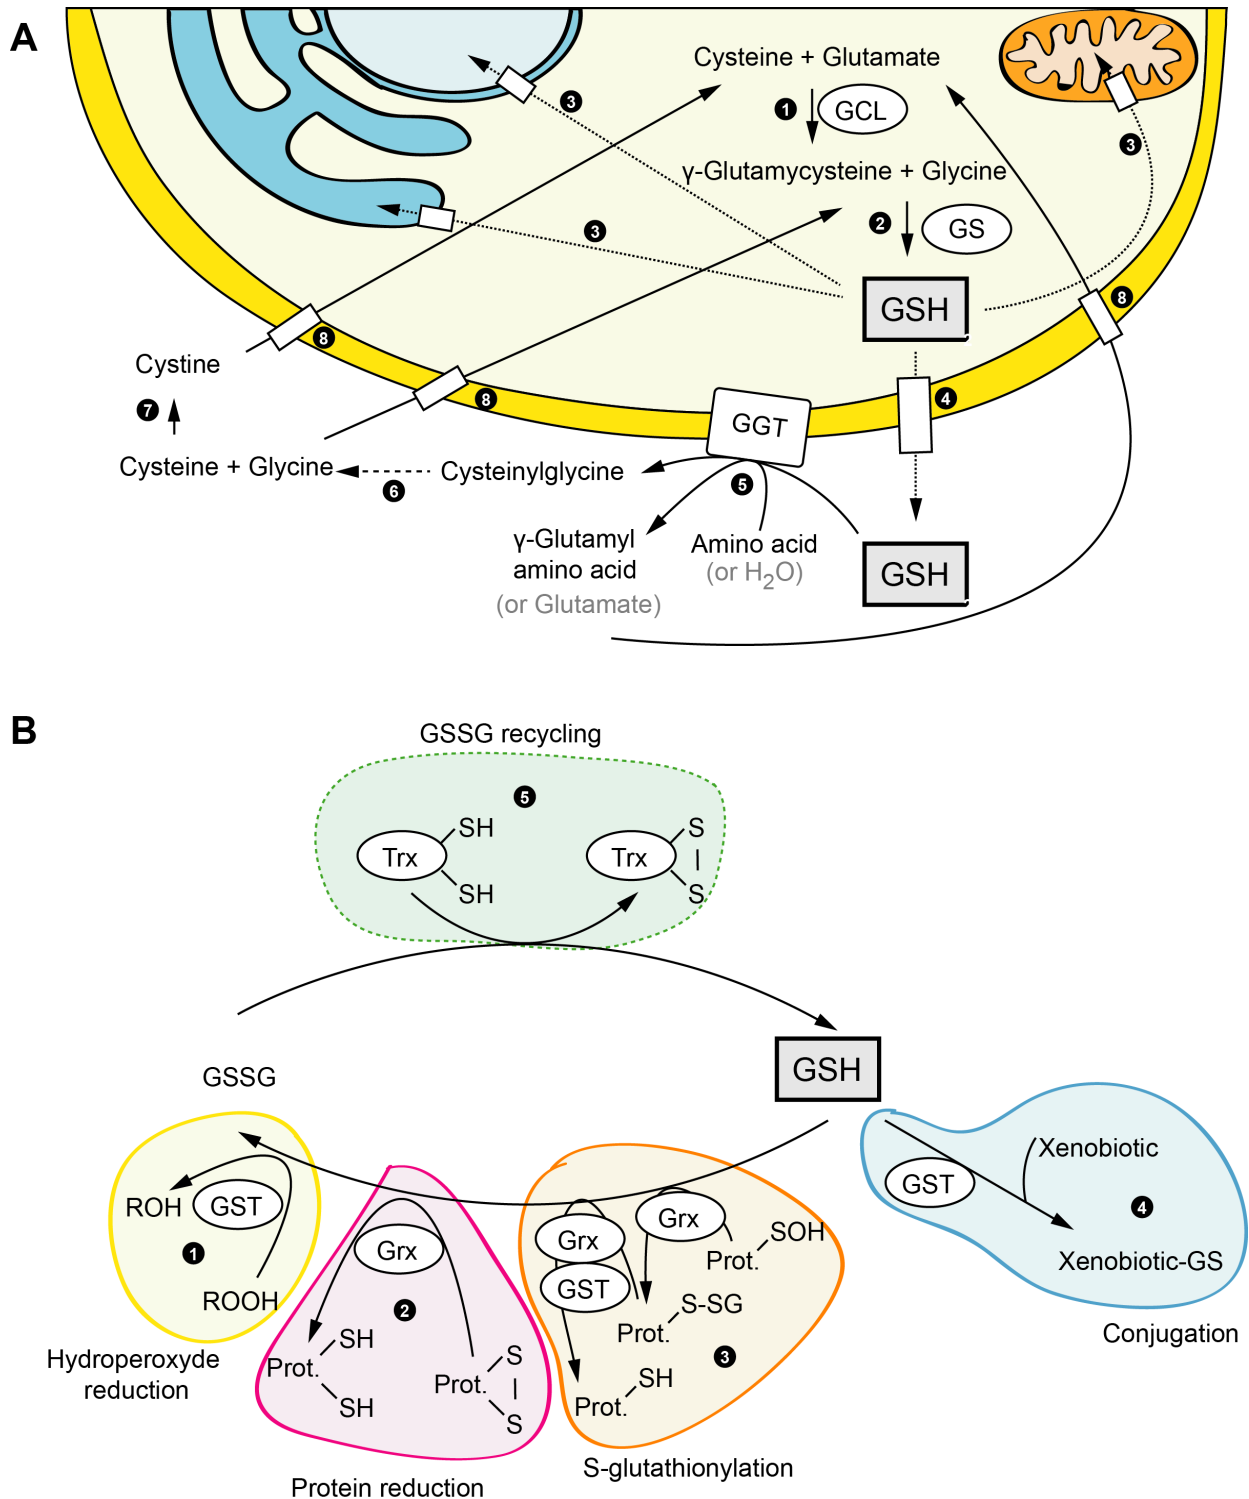 A
Cysteine + Glutamate
1
GCL
3
3
γ-Glutamycysteine + Glycine
2
GS
3
GSH
8
8
Cystine
7
8
4
GGT
Cysteine + Glycine
6
Cysteinylglycine
5
γ-Glutamyl
amino acid
(or Glutamate)
Amino acid
(or H2O)
GSH
B
GSSG recycling
5
Trx
SH
SH
Trx
S
S
GSH
GSSG
ROH
GST
1
ROOH
Hydroperoxyde
reduction
Grx
2
Prot.
SH
SH
Prot.
S
S
Protein reduction
Grx
GST
Grx
Prot.
SOH
Prot.
S-SG
3
Prot.
SH
S-glutathionylation
GST
Xenobiotic
4
Xenobiotic-GS
Conjugation